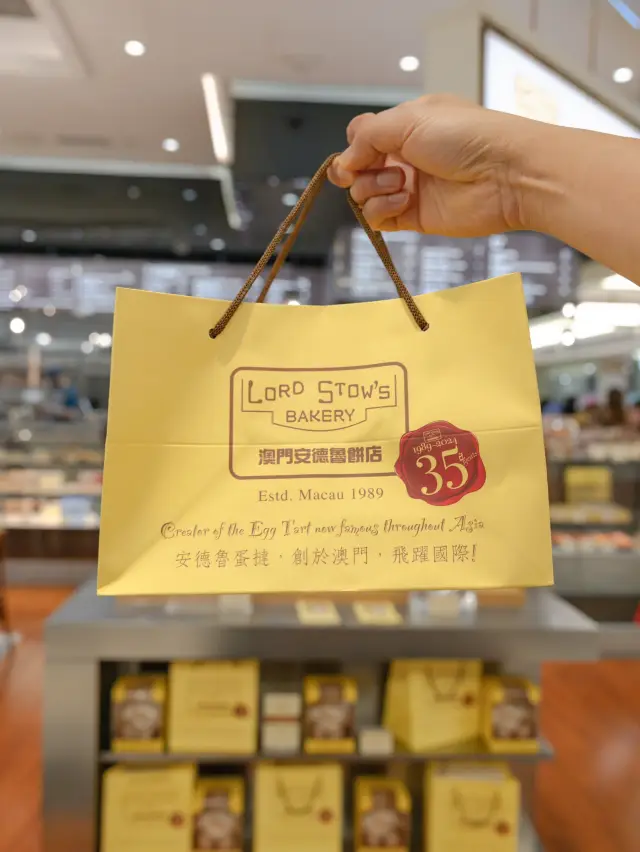 LORD STOW'S
BAKERY
澳門安德魯餅店
1989-2024
35
Years
Estd. Macau 1989
Creator of the Egg Tart now famous throughout Asia
安德魯蛋撻，創於澳門，飛躍國際!